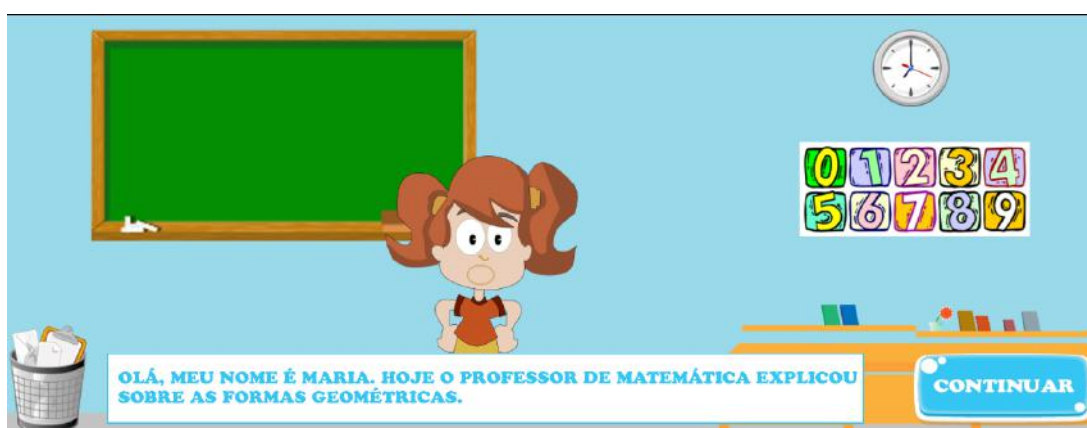 0 1 2 3 4
5 6 7 8 9
OLÁ, MEU NOME É MARIA. HOJE O PROFESSOR DE MATEMÁTICA EXPLICOU
SOBRE AS FORMAS GEOMÉTRICAS.
CONTINUAR